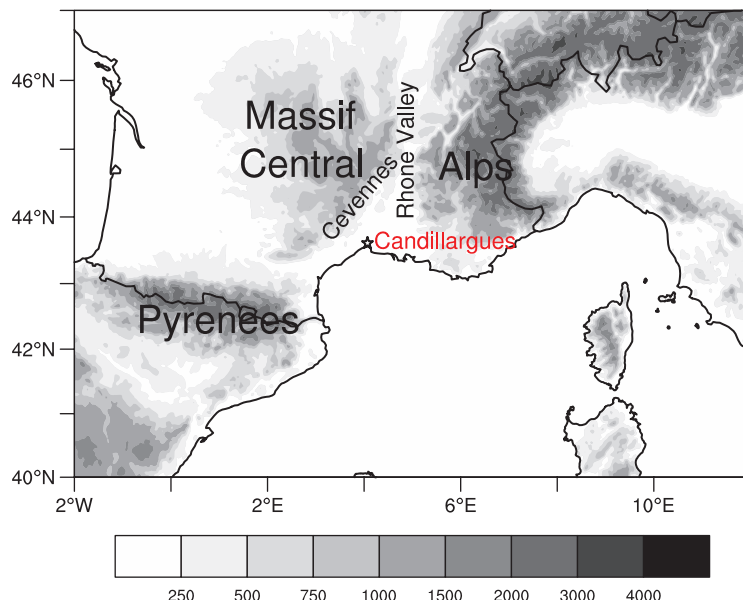 46°N
44°N
42°N
40°N
Massif
Central
Cevennes
Rhone Valley
Alps
Candillargues
Pyrenees
2°W
2°E
6°E
10°E
250
500
750
1000
1500
2000
3000
4000